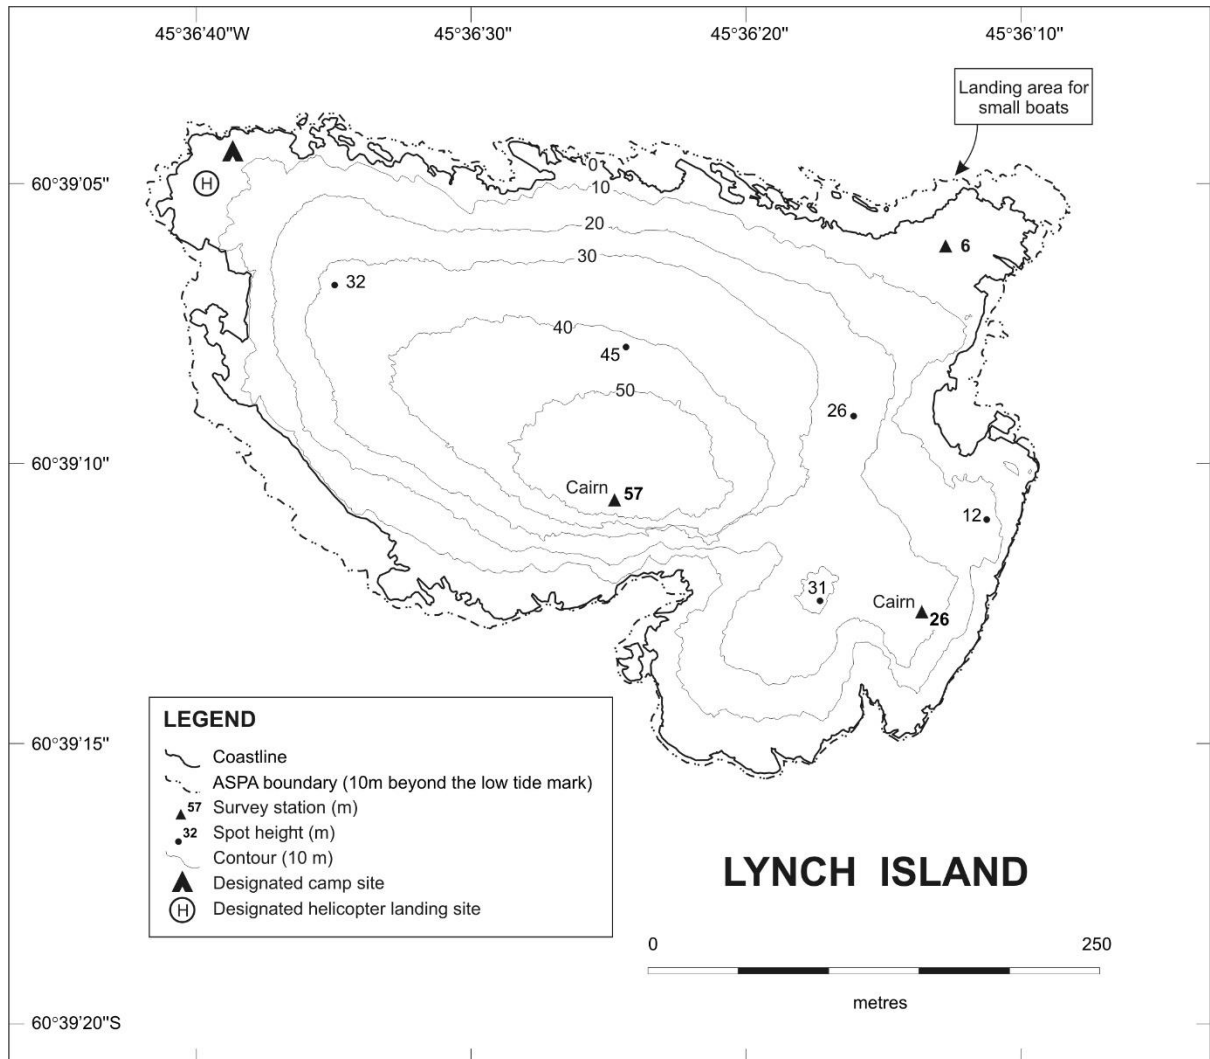 45°36'40"W
45°36'30"
45°36'20"
45°36'10"
Landing area for
small boats
0
60°39'05"
H
10
20
6
30
32
40
45
50
26
60°39'10"
Cairn
57
12
31
Cairn
26
LEGEND
60°39'15"
Coastline
ASPA boundary (10m beyond the low tide mark)
57 Survey station (m)
32 Spot height (m)
Contour (10 m)
Designated camp site
H Designated helicopter landing site
LYNCH ISLAND
0
250
metres
60°39'20"S